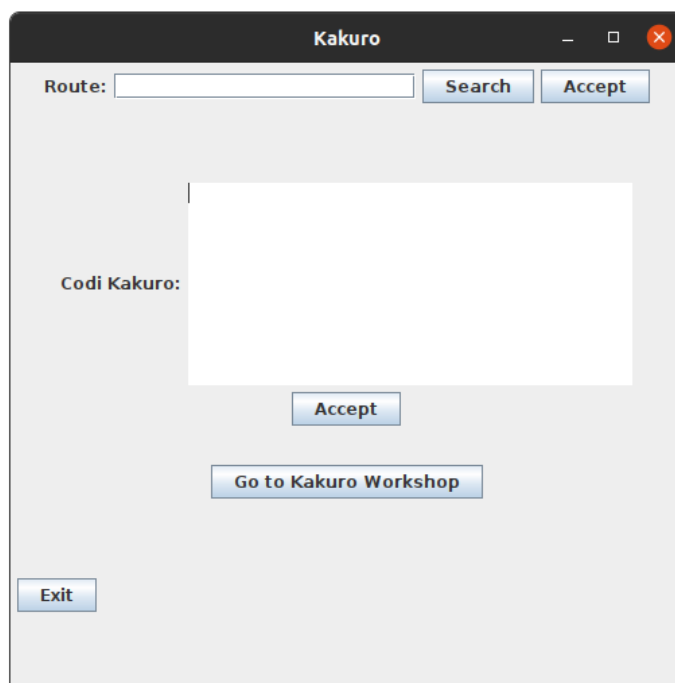 Kakuro
Route: Search Accept
Codi Kakuro:
Accept
Go to Kakuro Workshop
Exit